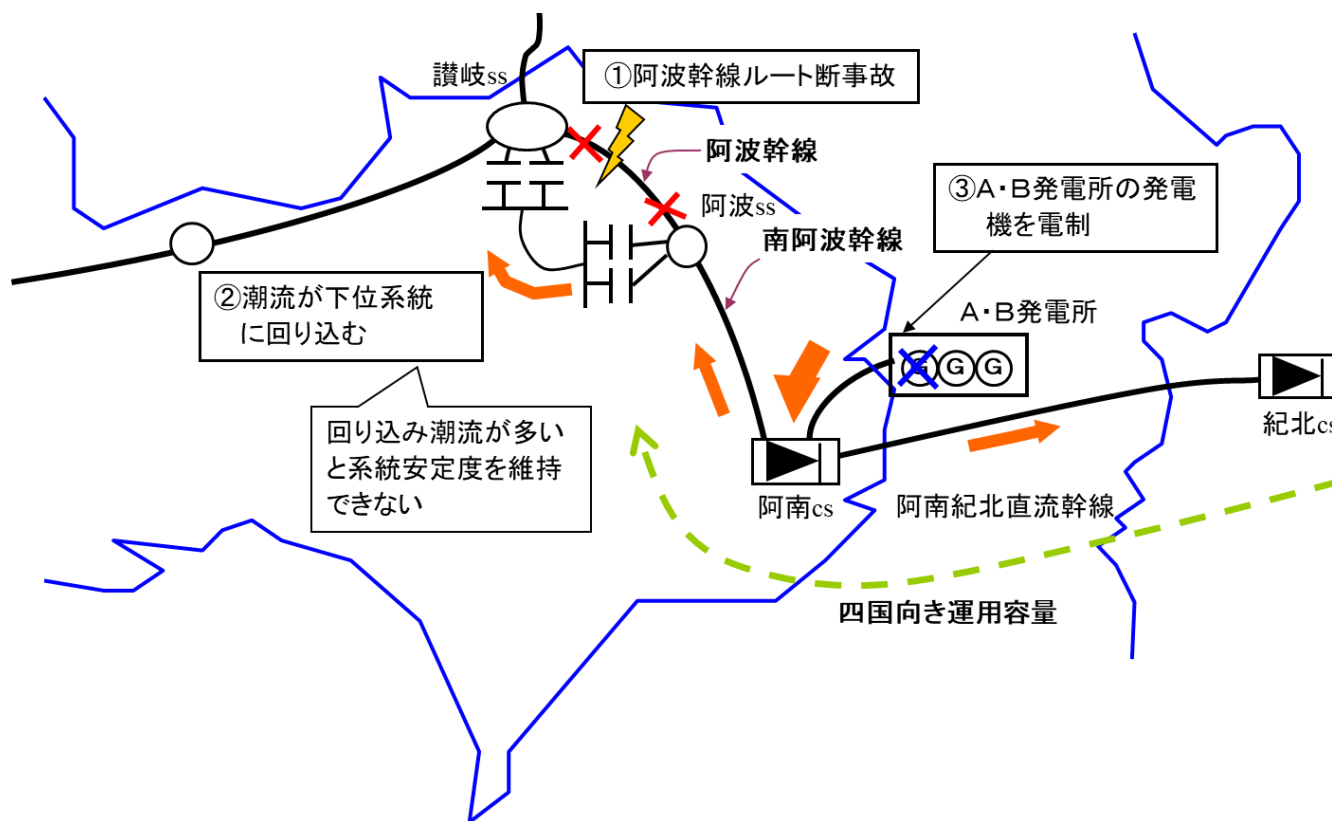 讃岐ss
①阿波幹線ルート断事故
阿波幹線
阿波ss
南阿波幹線
③A・B発電所の発電
機を電制
②潮流が下位系統
に回り込む
A・B発電所
G G G
回り込み潮流が多い
と系統安定度を維持
できない
紀北cs
阿南cs
阿南紀北直流幹線
四国向き運用容量